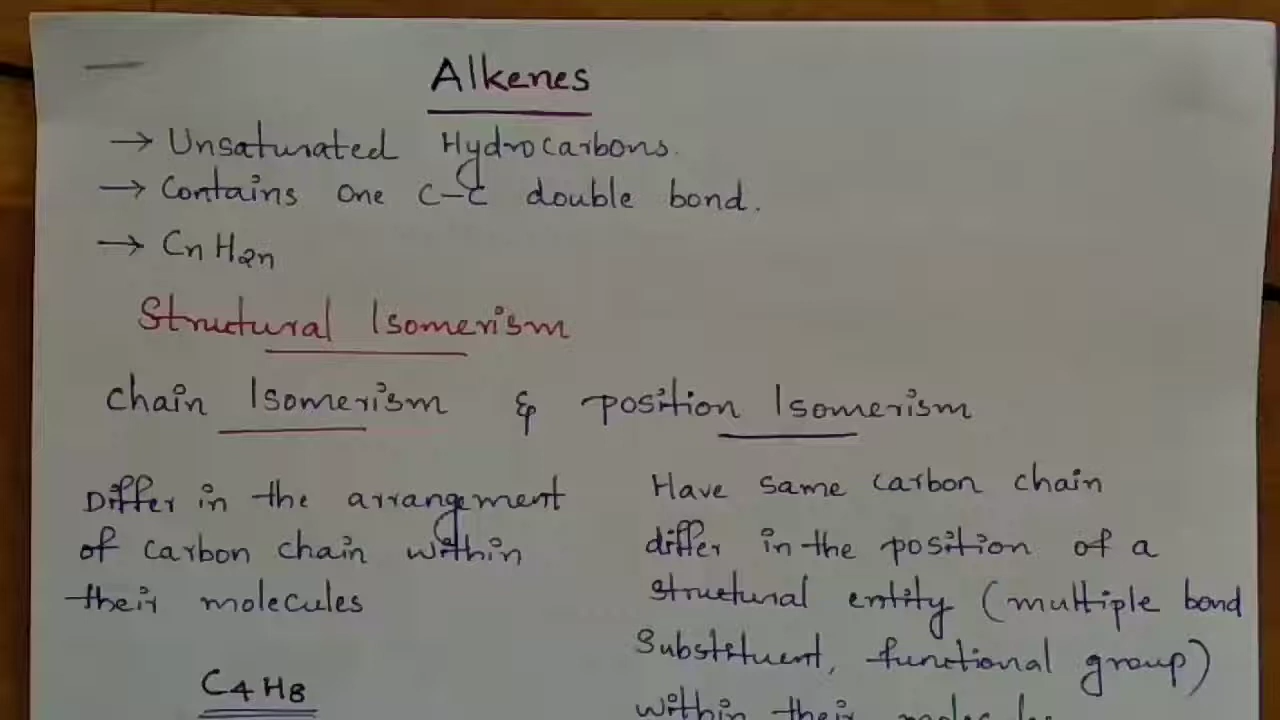 Alkenes
→ Unsaturated Hydrocarbons.
→ Contains one C-C double bond.
→ CnH2n
Structural Isomerism
chain Isomerism & position Isomerism
Differ in the arrangement
of carbon chain within
their molecules
C4H8
Have same carbon chain
differ in the position of a
structural entity (multiple bond
Substituent, functional group)
within their